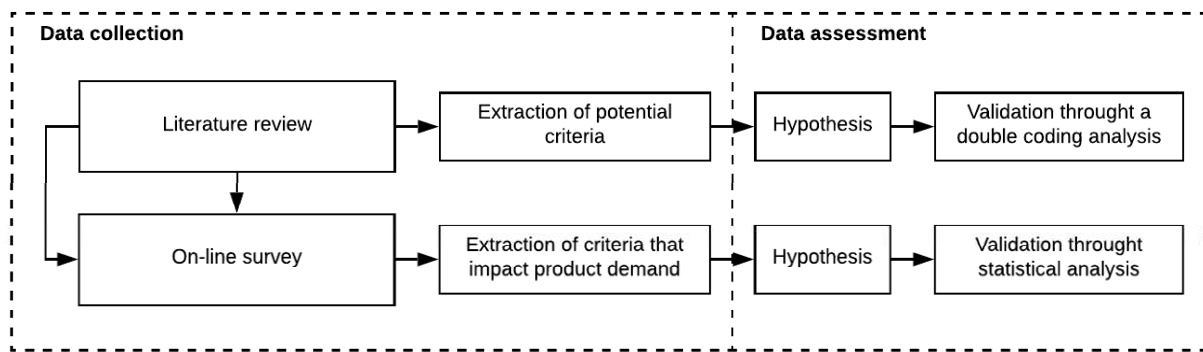 Data collection
Data assessment
Literature review
Extraction of potential
criteria
Hypothesis
Validation throught a
double coding analysis
On-line survey
Extraction of criteria that
impact product demand
Hypothesis
Validation throught
statistical analysis